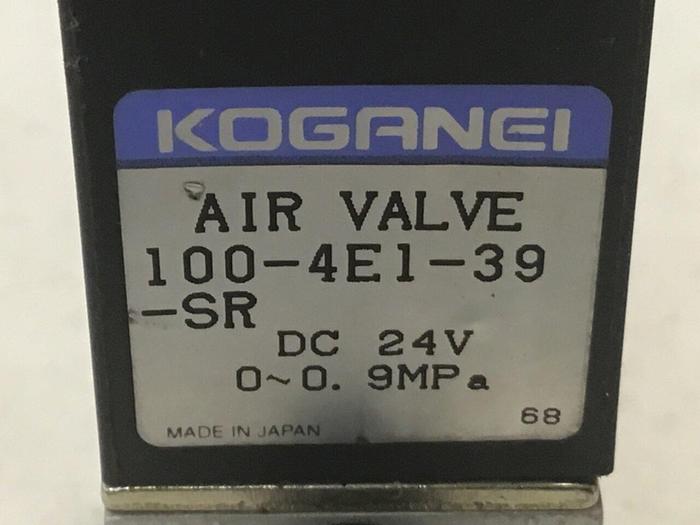 KOGANEI
AIR VALVE
100-4E1-39
-SR
DC 24V
0~0.9MPa
68
MADE IN JAPAN